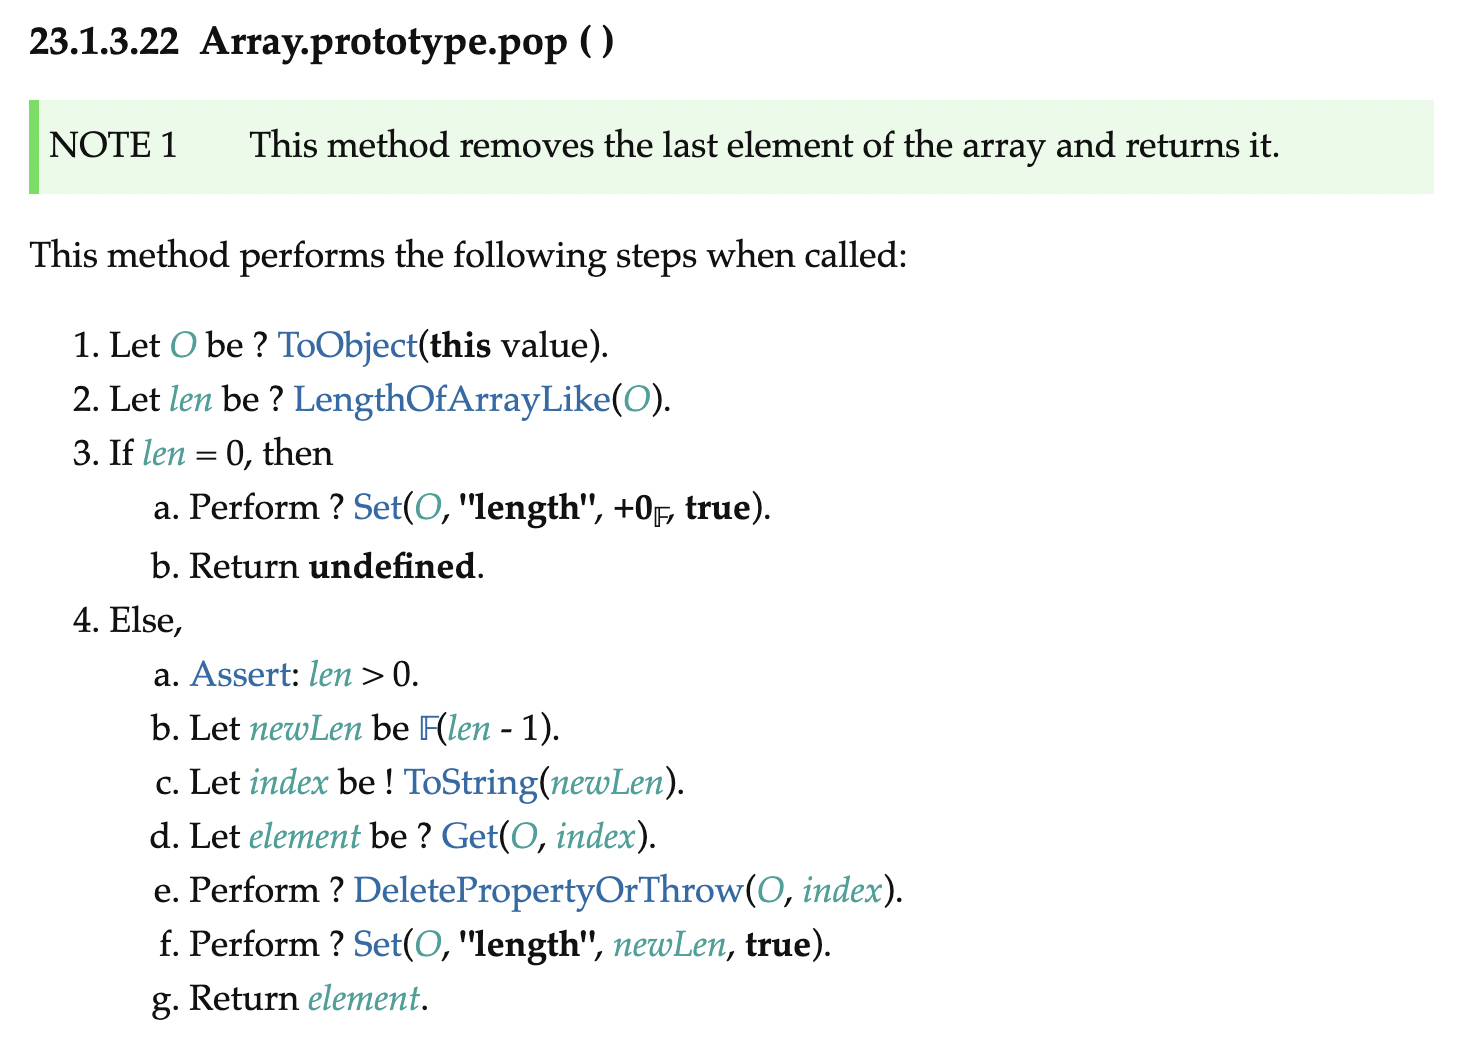 23.1.3.22 Array.prototype.pop ( )
NOTE 1 This method removes the last element of the array and returns it.
This method performs the following steps when called:
1. Let O be ? ToObject(this value).
2. Let len be ? LengthOfArrayLike(O).
3. If len = 0, then
a. Perform ? Set(O, "length", +0𝔽, true).
b. Return undefined.
4. Else,
a. Assert: len > 0.
b. Let newLen be 𝔽(len - 1).
c. Let index be ! ToString(newLen).
d. Let element be ? Get(O, index).
e. Perform ? DeletePropertyOrThrow(O, index).
f. Perform ? Set(O, "length", newLen, true).
g. Return element.